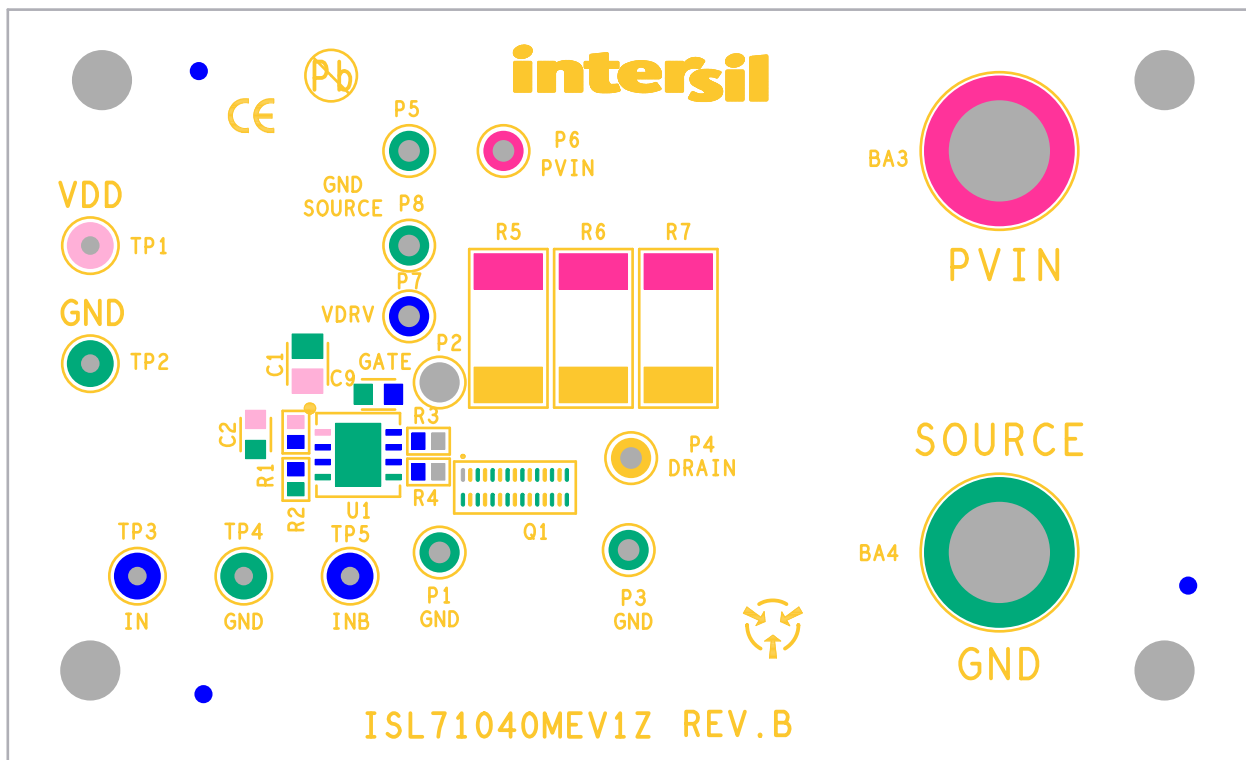 Pb
intersil
CE
P5
P6
PVIN
BA3
VDD
TP1
GND
SOURCE
P8
R5
R6
R7
PVIN
P7
VDRV
GND
TP2
C1
C9
GATE
P2
C2
R1
R2
R3
R4
U1
P4
DRAIN
SOURCE
Q1
BA4
TP3
TP4
TP5
IN
GND
INB
P1
GND
P3
GND
GND
ISL71040MEV1Z REV.B